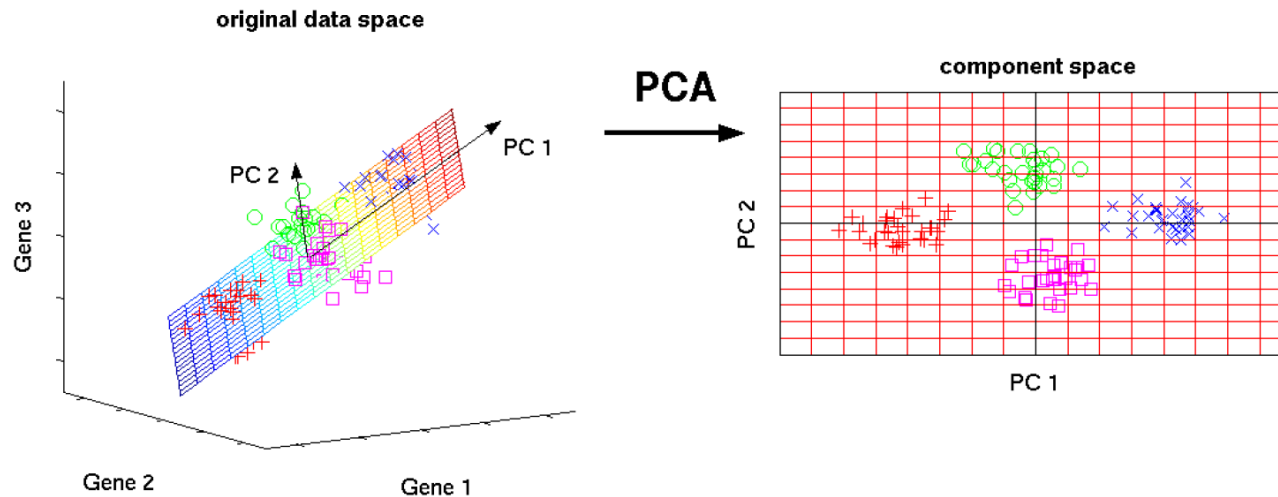 original data space
PCA
component space
PC 1
PC 2
Gene 3
PC 2
Gene 2
Gene 1
PC 1